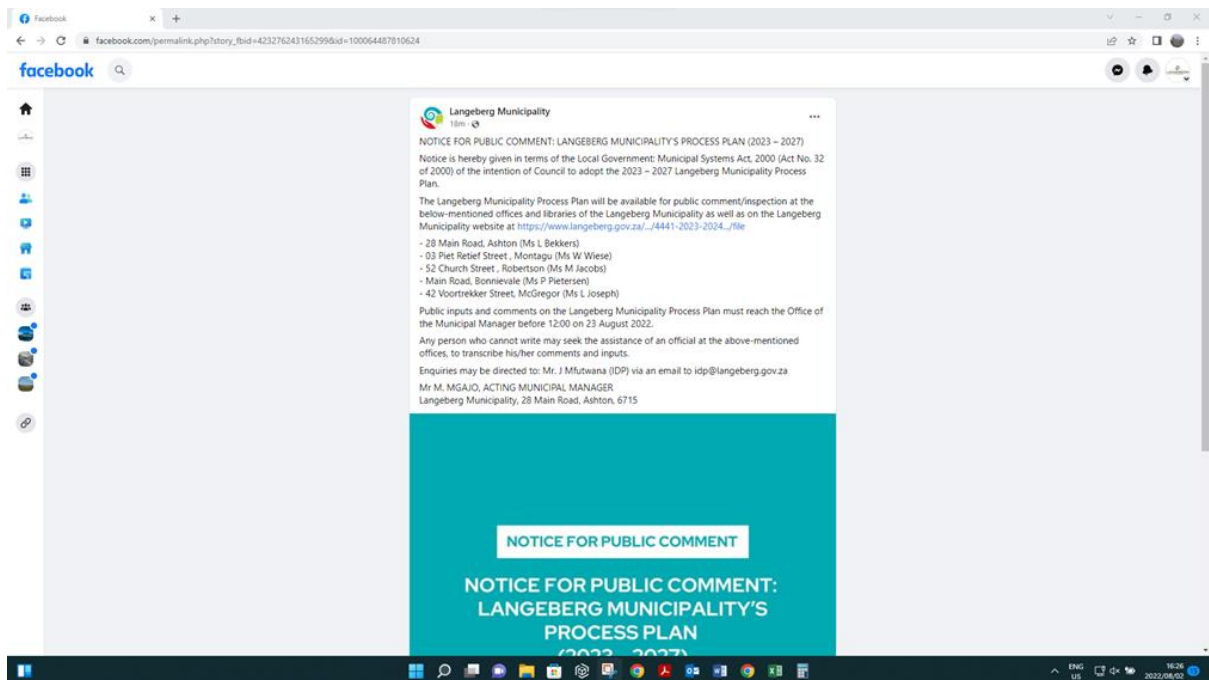 Facebook
facebook.com/permalink.php?story_fbid=423276243165299&id=100064487810624
facebook
Langeberg Municipality
18m ·
NOTICE FOR PUBLIC COMMENT: LANGEBERG MUNICIPALITY'S PROCESS PLAN (2023 – 2027)
Notice is hereby given in terms of the Local Government: Municipal Systems Act, 2000 (Act No. 32
of 2000) of the intention of Council to adopt the 2023 – 2027 Langeberg Municipality Process
Plan.
The Langeberg Municipality Process Plan will be available for public comment/inspection at the
below-mentioned offices and libraries of the Langeberg Municipality as well as on the Langeberg
Municipality website at https://www.langeberg.gov.za/.../4441-2023-2024.../file
- 28 Main Road, Ashton (Ms L Bekkers)
- 03 Piet Retief Street , Montagu (Ms W Wiese)
- 52 Church Street , Robertson (Ms M Jacobs)
- Main Road, Bonnievale (Ms P Pietersen)
- 42 Voortrekker Street, McGregor (Ms L Joseph)
Public inputs and comments on the Langeberg Municipality Process Plan must reach the Office of
the Municipal Manager before 12:00 on 23 August 2022.
Any person who cannot write may seek the assistance of an official at the above-mentioned
offices, to transcribe his/her comments and inputs.
Enquiries may be directed to: Mr. J Mfutwana (IDP) via an email to idp@langeberg.gov.za
Mr M. MGAJO, ACTING MUNICIPAL MANAGER
Langeberg Municipality, 28 Main Road, Ashton, 6715
NOTICE FOR PUBLIC COMMENT
NOTICE FOR PUBLIC COMMENT:
LANGEBERG MUNICIPALITY'S
PROCESS PLAN
(2023 – 2027)
ENG
US
16:26
2022/08/02